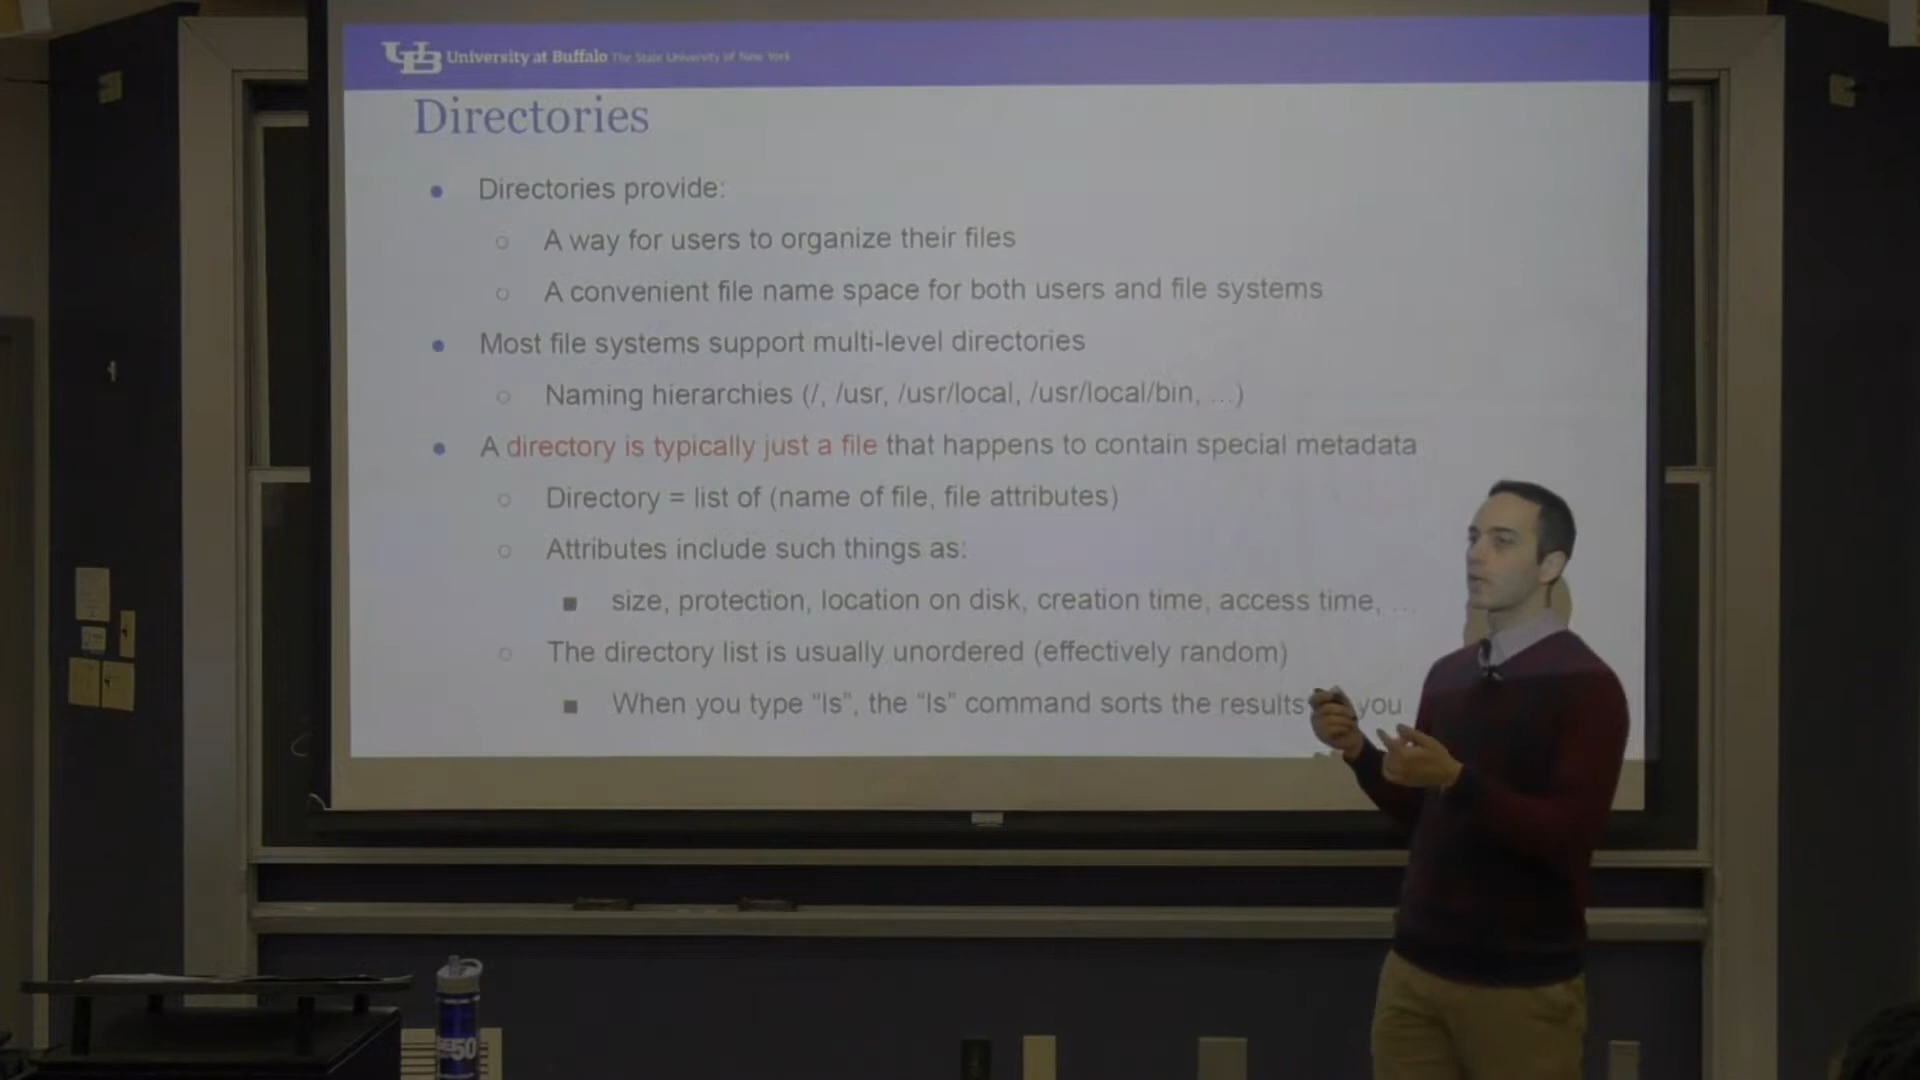 University at Buffalo The State University of New York
Directories
Directories provide:
A way for users to organize their files
A convenient file name space for both users and file systems
Most file systems support multi-level directories
Naming hierarchies (/, /usr, /usr/local, /usr/local/bin, ...)
A directory is typically just a file that happens to contain special metadata
Directory = list of (name of file, file attributes)
Attributes include such things as:
size, protection, location on disk, creation time, access time, ...
The directory list is usually unordered (effectively random)
When you type “ls”, the “ls” command sorts the results you
50